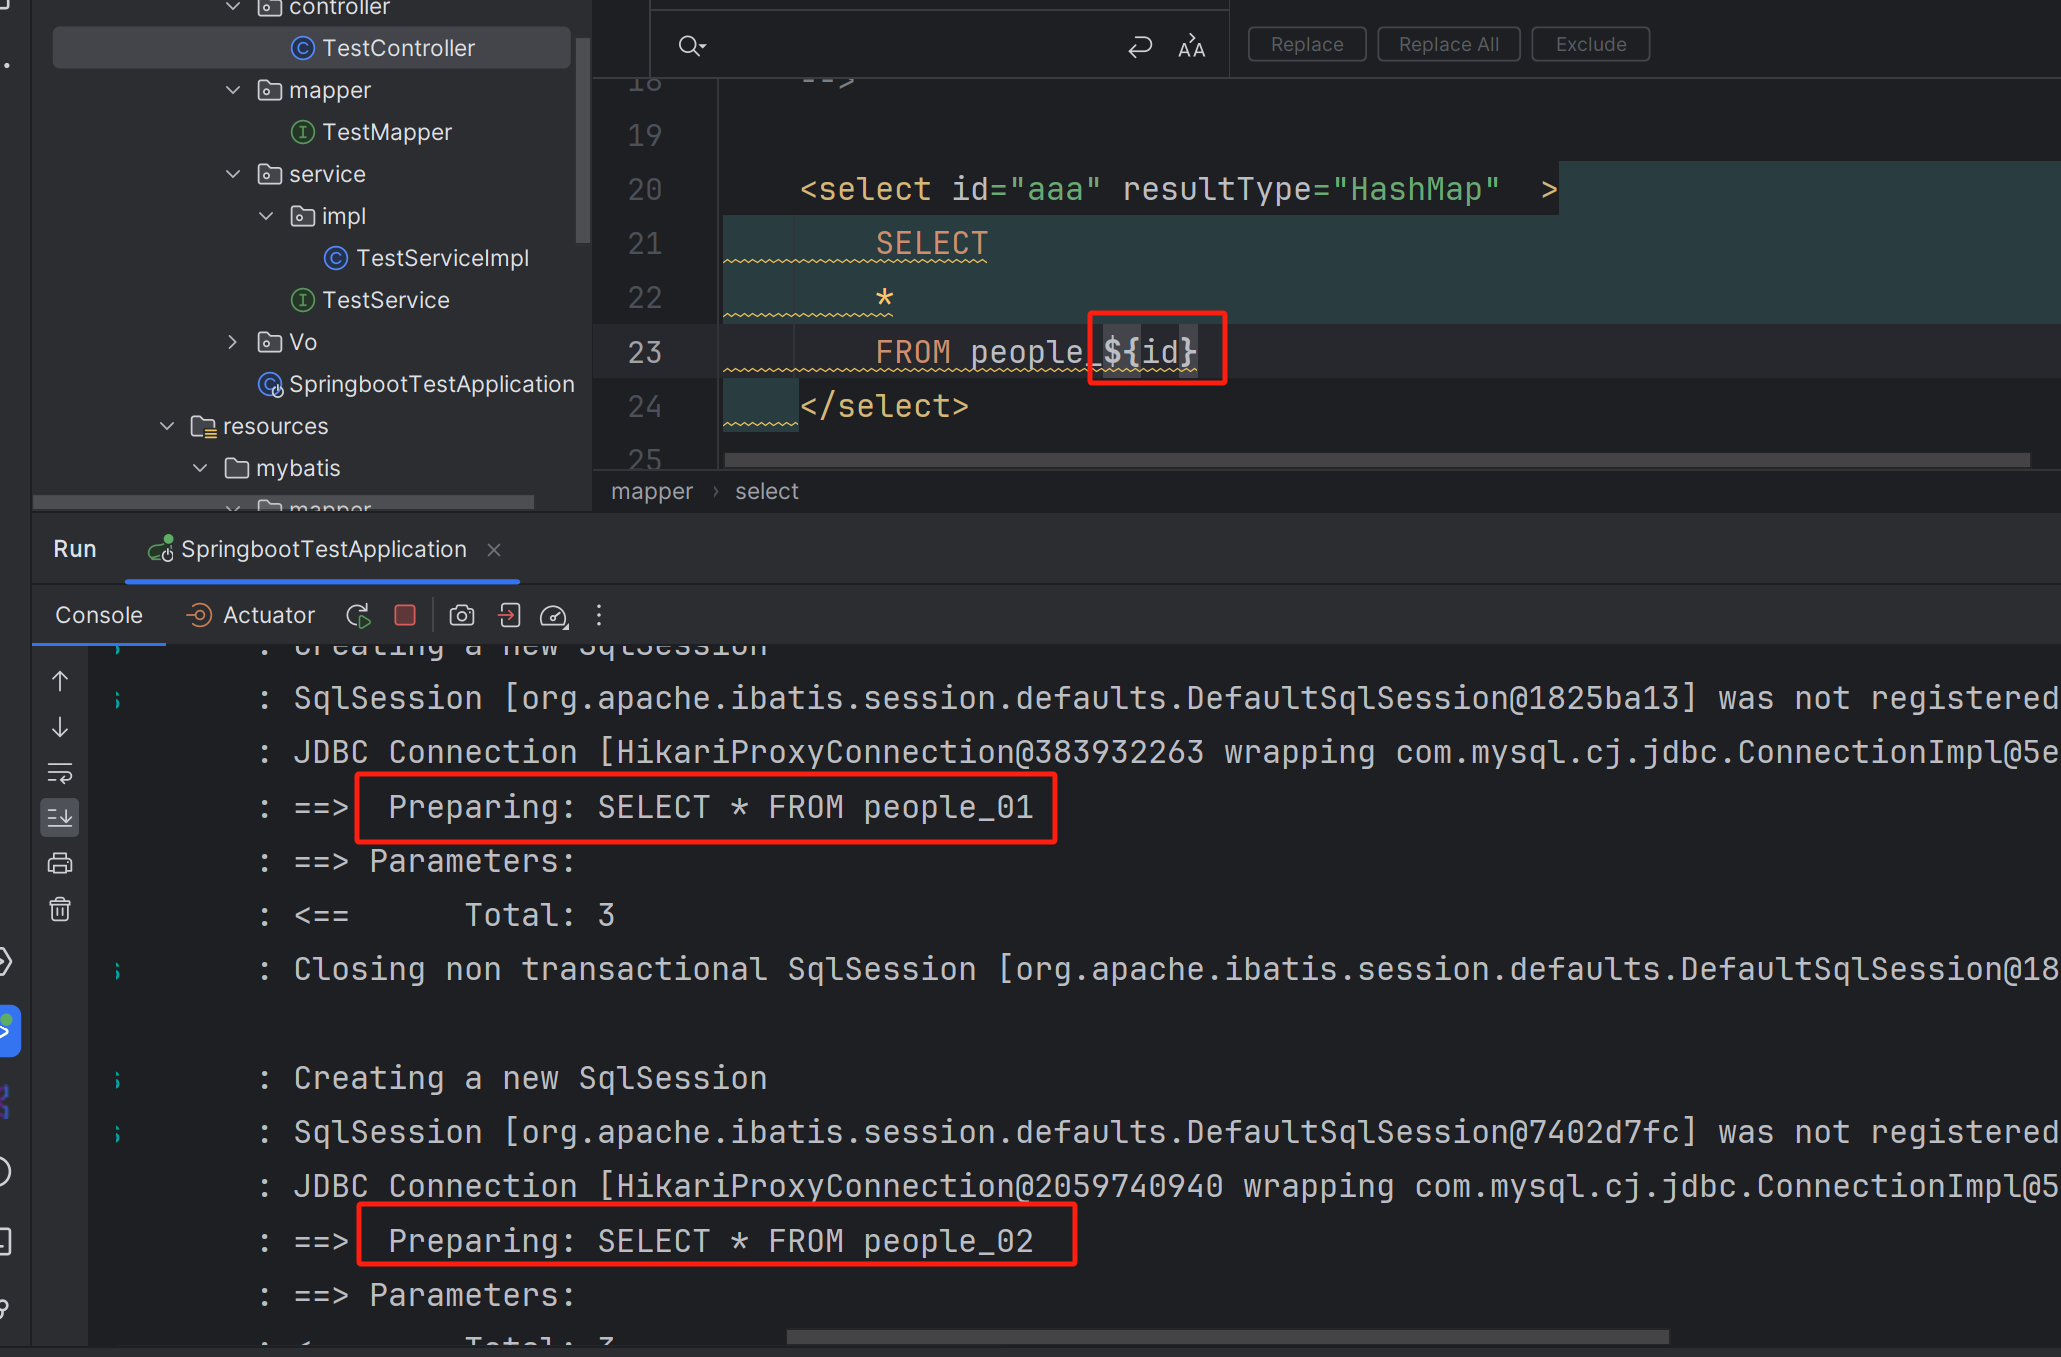 controller
TestController
mapper
TestMapper
service
impl
TestServiceImpl
TestService
Vo
SpringbootTestApplication
resources
mybatis
mapper
Replace
Replace All
Exclude
18 -->
19
20 <select id="aaa" resultType="HashMap" >
21 SELECT
22 *
23 FROM people_${id}
24 </select>
25
mapper › select
Run
SpringbootTestApplication
Console
Actuator
: Creating a new SqlSession
: SqlSession [org.apache.ibatis.session.defaults.DefaultSqlSession@1825ba13] was not registered
: JDBC Connection [HikariProxyConnection@383932263 wrapping com.mysql.cj.jdbc.ConnectionImpl@5e
: ==> Preparing: SELECT * FROM people_01
: ==> Parameters:
: <== Total: 3
: Closing non transactional SqlSession [org.apache.ibatis.session.defaults.DefaultSqlSession@18
: Creating a new SqlSession
: SqlSession [org.apache.ibatis.session.defaults.DefaultSqlSession@7402d7fc] was not registered
: JDBC Connection [HikariProxyConnection@2059740940 wrapping com.mysql.cj.jdbc.ConnectionImpl@5
: ==> Preparing: SELECT * FROM people_02
: ==> Parameters:
Total: 3